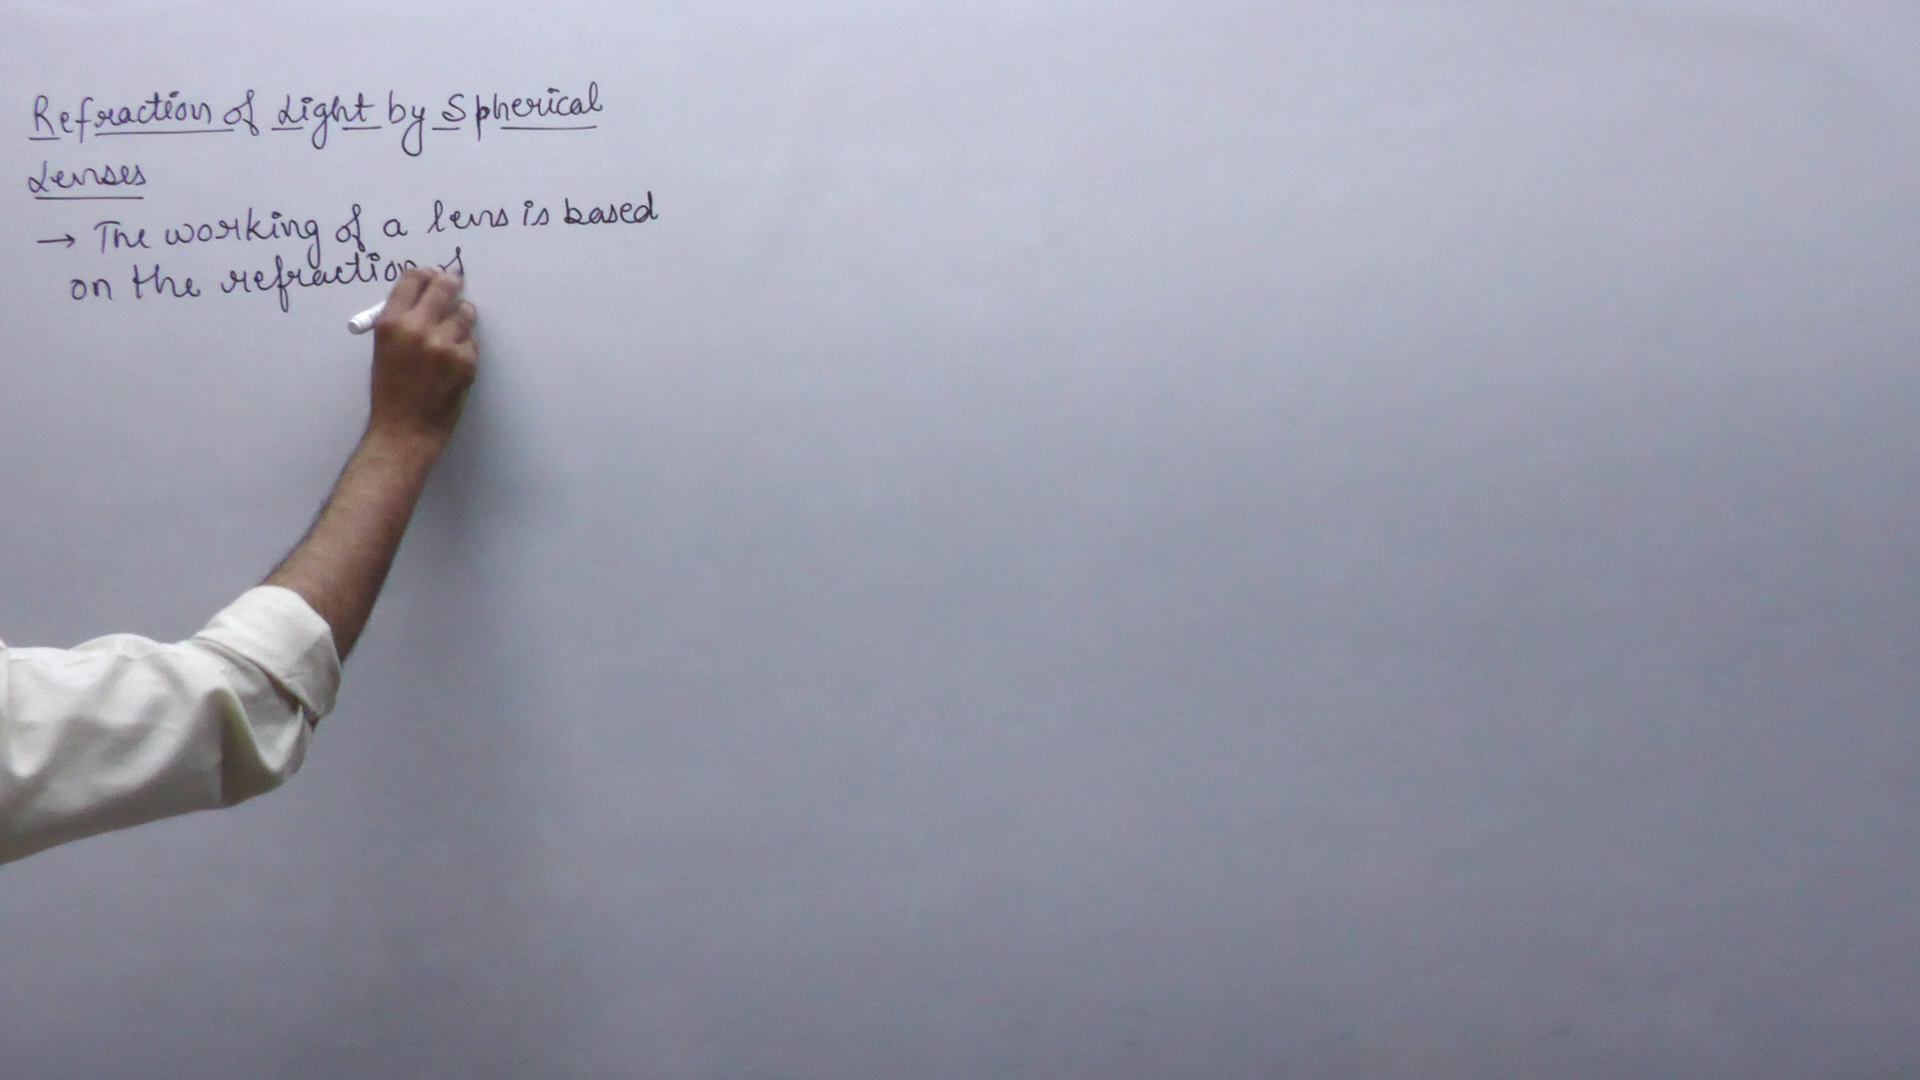 Refraction of Light by Spherical
Lenses
→ The working of a lens is based
on the refraction of